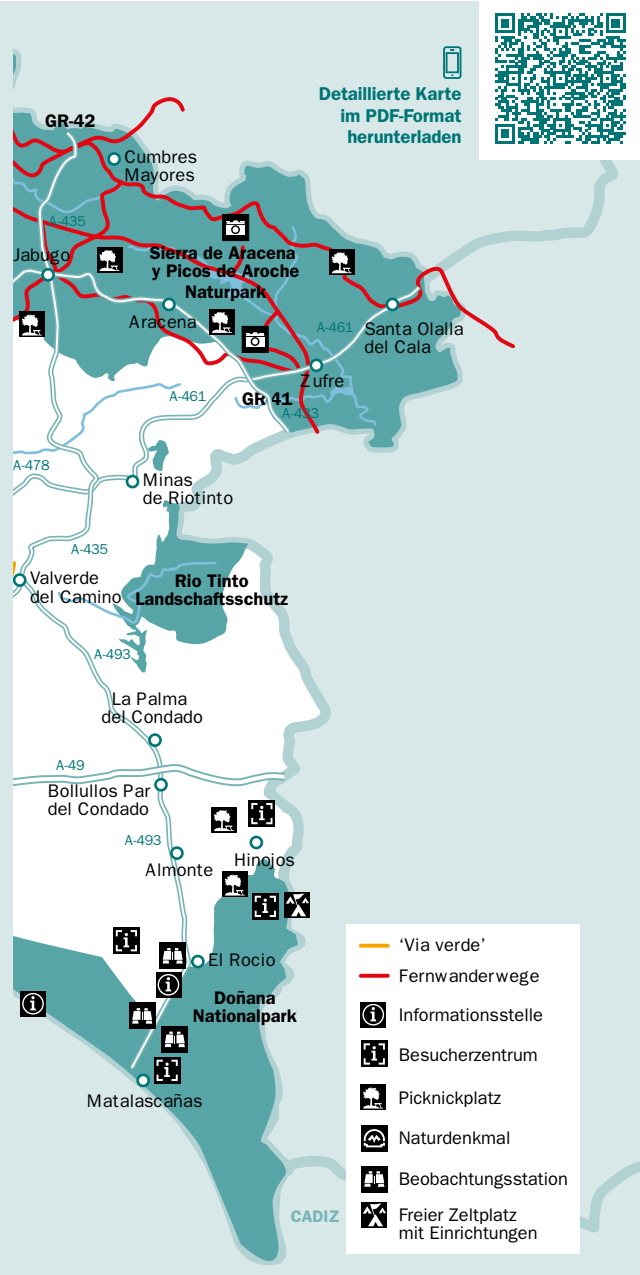 Detaillierte Karte
im PDF-Format
herunterladen
GR-42
Cumbres
Mayores
A-435
Jabugo
Sierra de Aracena
y Picos de Aroche
Naturpark
Aracena
A-461
Santa Olalla
del Cala
Zufre
A-461
GR 41
A-433
A-478
Minas
de Riotinto
A-435
Valverde
del Camino
Rio Tinto
Landschaftsschutz
A-493
La Palma
del Condado
A-49
Bollullos Par
del Condado
A-493
Almonte
Hinojos
El Rocio
Doñana
Nationalpark
Matalascañas
CADIZ
‘Via verde’
Fernwanderwege
Informationsstelle
Besucherzentrum
Picknickplatz
Naturdenkmal
Beobachtungsstation
Freier Zeltplatz
mit Einrichtungen